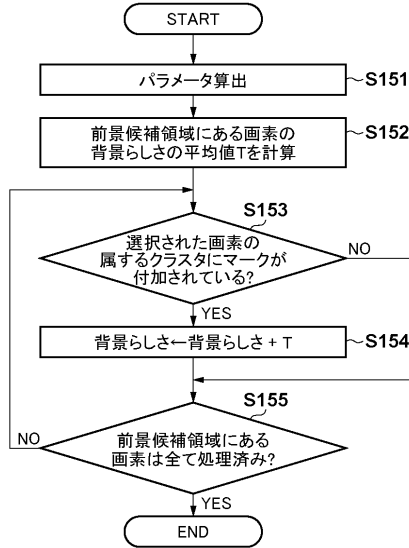 START
パラメータ算出
S151
前景候補領域にある画素の
背景らしさの平均値Tを計算
S152
S153
選択された画素の
属するクラスタにマークが
付加されている?
NO
YES
背景らしさ←背景らしさ + T
S154
S155
前景候補領域にある
画素は全て処理済み?
NO
YES
END